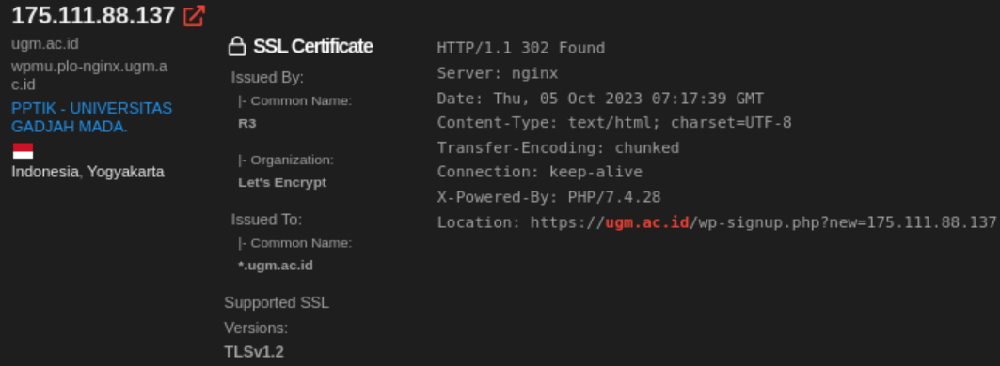 175.111.88.137
ugm.ac.id
wpmu.plo-nginx.ugm.a
c.id
PPTIK - UNIVERSITAS
GADJAH MADA.
Indonesia, Yogyakarta
SSL Certificate
Issued By:
|- Common Name:
R3
|- Organization:
Let's Encrypt
Issued To:
|- Common Name:
*.ugm.ac.id
Supported SSL
Versions:
TLSv1.2
HTTP/1.1 302 Found
Server: nginx
Date: Thu, 05 Oct 2023 07:17:39 GMT
Content-Type: text/html; charset=UTF-8
Transfer-Encoding: chunked
Connection: keep-alive
X-Powered-By: PHP/7.4.28
Location: https://ugm.ac.id/wp-signup.php?new=175.111.88.137